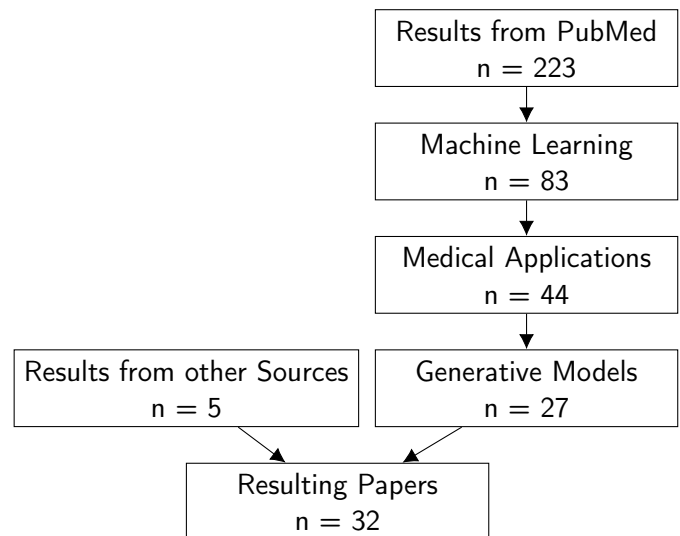 Results from PubMed
n = 223
Machine Learning
n = 83
Medical Applications
n = 44
Results from other Sources
n = 5
Generative Models
n = 27
Resulting Papers
n = 32